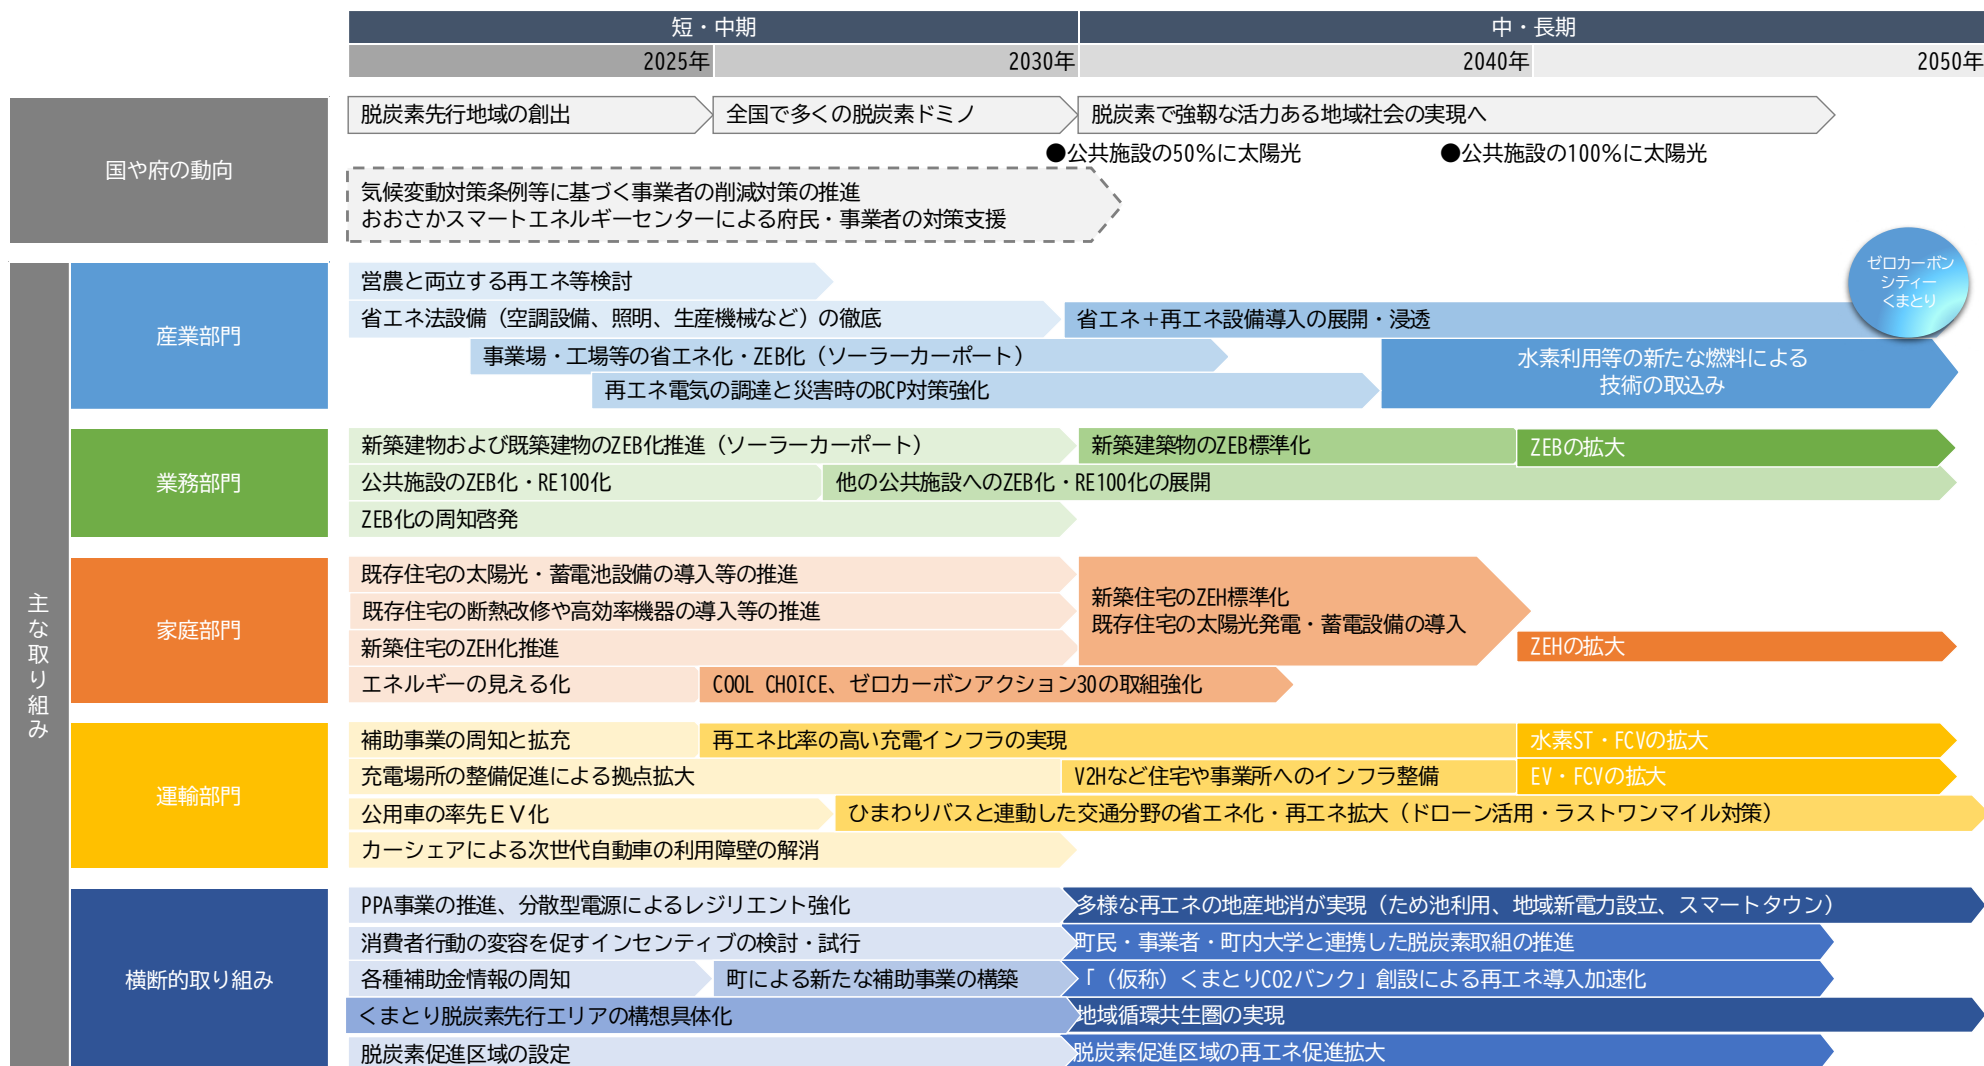 短・中期
中・長期
2025年
2030年
2040年
2050年
国や府の動向
脱炭素先行地域の創出
全国で多くの脱炭素ドミノ
脱炭素で強靱な活力ある地域社会の実現へ
●公共施設の50%に太陽光
●公共施設の100%に太陽光
気候変動対策条例等に基づく事業者の削減対策の推進
おおさかスマートエネルギーセンターによる府民・事業者の対策支援
ゼロカーボン
シティー
くまとり
主な取り組み
産業部門
営農と両立する再エネ等検討
省エネ法設備（空調設備、照明、生産機械など）の徹底
省エネ＋再エネ設備導入の展開・浸透
事業場・工場等の省エネ化・ZEB化（ソーラーカーポート）
再エネ電気の調達と災害時のBCP対策強化
水素利用等の新たな燃料による
技術の取込み
業務部門
新築建物および既築建物のZEB化推進（ソーラーカーポート）
新築建築物のZEB標準化
ZEBの拡大
公共施設のZEB化・RE100化
他の公共施設へのZEB化・RE100化の展開
ZEB化の周知啓発
家庭部門
既存住宅の太陽光・蓄電池設備の導入等の推進
既存住宅の断熱改修や高効率機器の導入等の推進
新築住宅のZEH化推進
新築住宅のZEH標準化
既存住宅の太陽光発電・蓄電設備の導入
ZEHの拡大
エネルギーの見える化
COOL CHOICE、ゼロカーボンアクション30の取組強化
運輸部門
補助事業の周知と拡充
再エネ比率の高い充電インフラの実現
水素ST・FCVの拡大
充電場所の整備促進による拠点拡大
V2Hなど住宅や事業所へのインフラ整備
EV・FCVの拡大
公用車の率先ＥＶ化
ひまわりバスと連動した交通分野の省エネ化・再エネ拡大（ドローン活用・ラストワンマイル対策）
カーシェアによる次世代自動車の利用障壁の解消
横断的取り組み
PPA事業の推進、分散型電源によるレジリエント強化
多様な再エネの地産地消が実現（ため池利用、地域新電力設立、スマートタウン）
消費者行動の変容を促すインセンティブの検討・試行
町民・事業者・町内大学と連携した脱炭素取組の推進
各種補助金情報の周知
町による新たな補助事業の構築
「（仮称）くまとりCO2バンク」創設による再エネ導入加速化
くまとり脱炭素先行エリアの構想具体化
地域循環共生圏の実現
脱炭素促進区域の設定
脱炭素促進区域の再エネ促進拡大